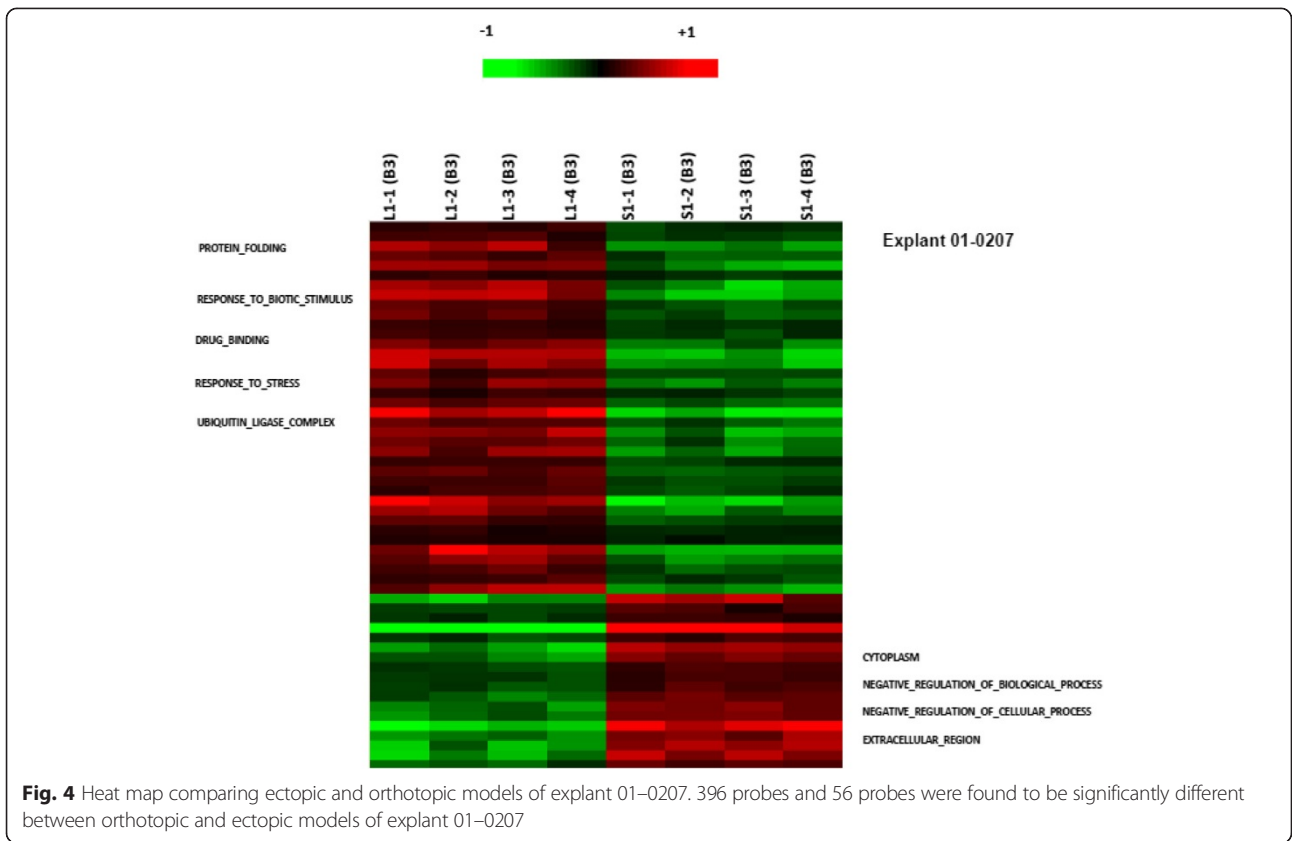 -1 +1
L1-1 (B3)
L1-2 (B3)
L1-3 (B3)
L1-4 (B3)
S1-1 (B3)
S1-2 (B3)
S1-3 (B3)
S1-4 (B3)
Explant 01-0207
PROTEIN_FOLDING
RESPONSE_TO_BIOTIC_STIMULUS
DRUG_BINDING
RESPONSE_TO_STRESS
UBIQUITIN_LIGASE_COMPLEX
CYTOPLASM
NEGATIVE_REGULATION_OF_BIOLOGICAL_PROCESS
NEGATIVE_REGULATION_OF_CELLULAR_PROCESS
EXTRACELLULAR_REGION
Fig. 4 Heat map comparing ectopic and orthotopic models of explant 01–0207. 396 probes and 56 probes were found to be significantly different
between orthotopic and ectopic models of explant 01–0207